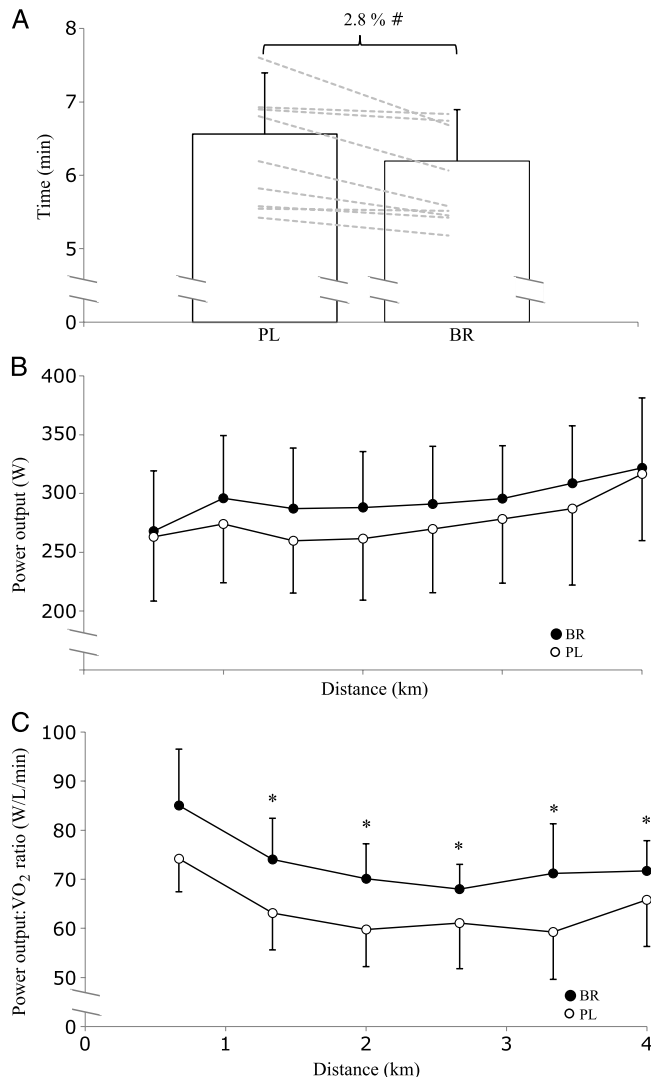 A
2.8 % #
8
7
6
5
0
Time (min)
PL
BR
B
400
350
300
250
200
Power output (W)
BR
PL
Distance (km)
C
100
90
80
70
60
50
0
Power output:VO₂ ratio (W/L/min)
*
*
*
*
*
BR
PL
0
1
2
3
4
Distance (km)